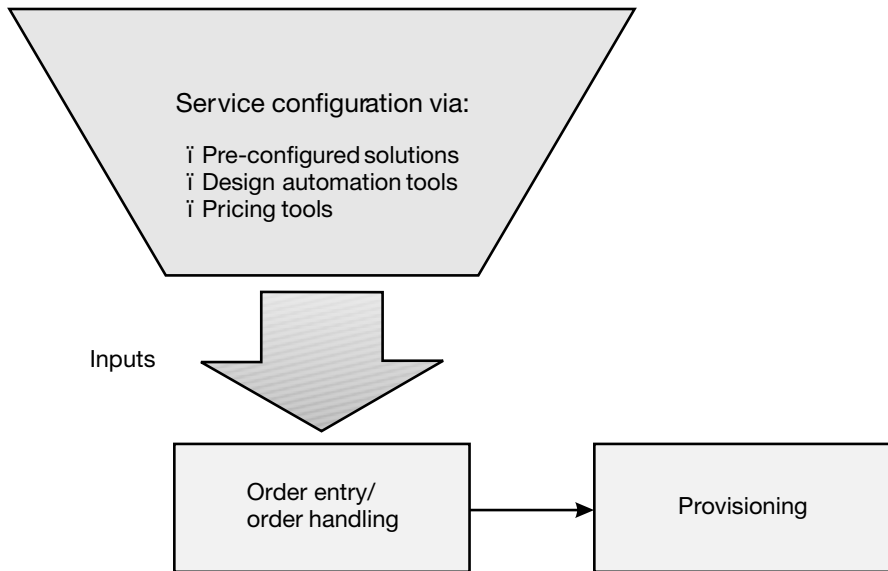 Service configuration via:
ï Pre-configured solutions
ï Design automation tools
ï Pricing tools
Inputs
Order entry/
order handling
Provisioning